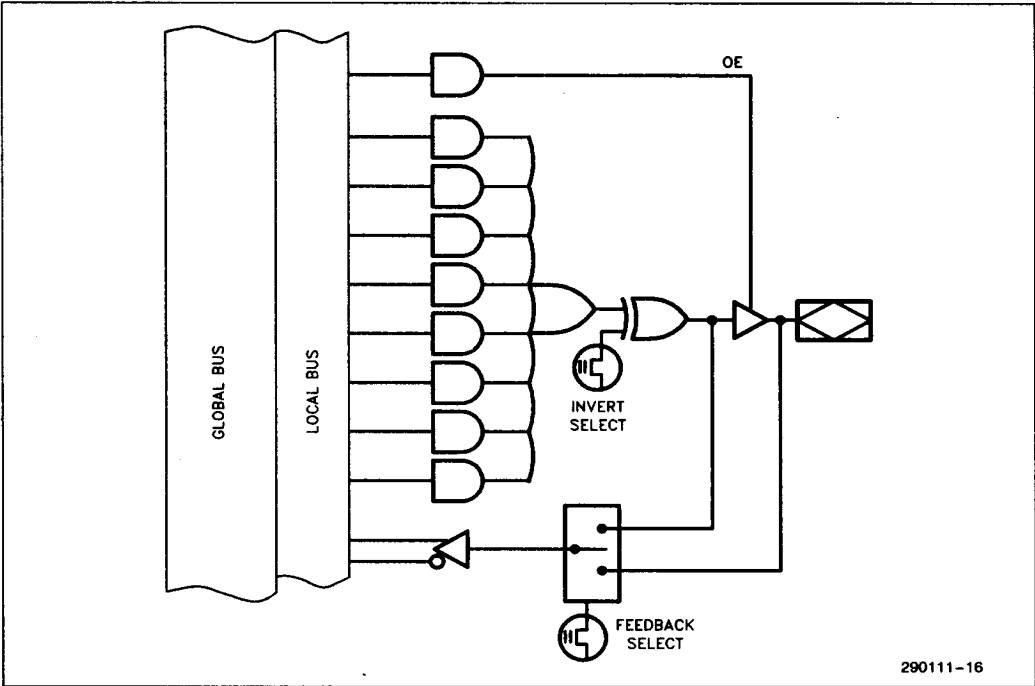 OE
GLOBAL BUS
LOCAL BUS
INVERT
SELECT
FEEDBACK
SELECT
290111-16